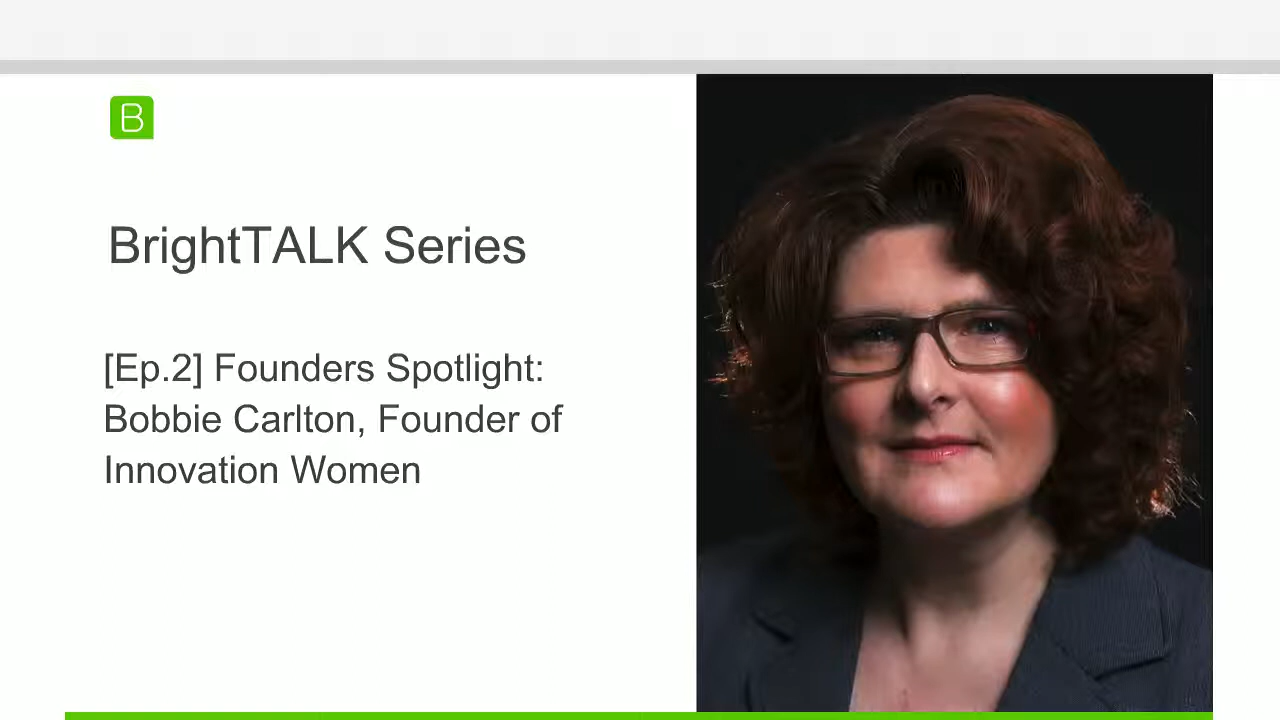 B
BrightTALK Series
[Ep.2] Founders Spotlight:
Bobbie Carlton, Founder of
Innovation Women